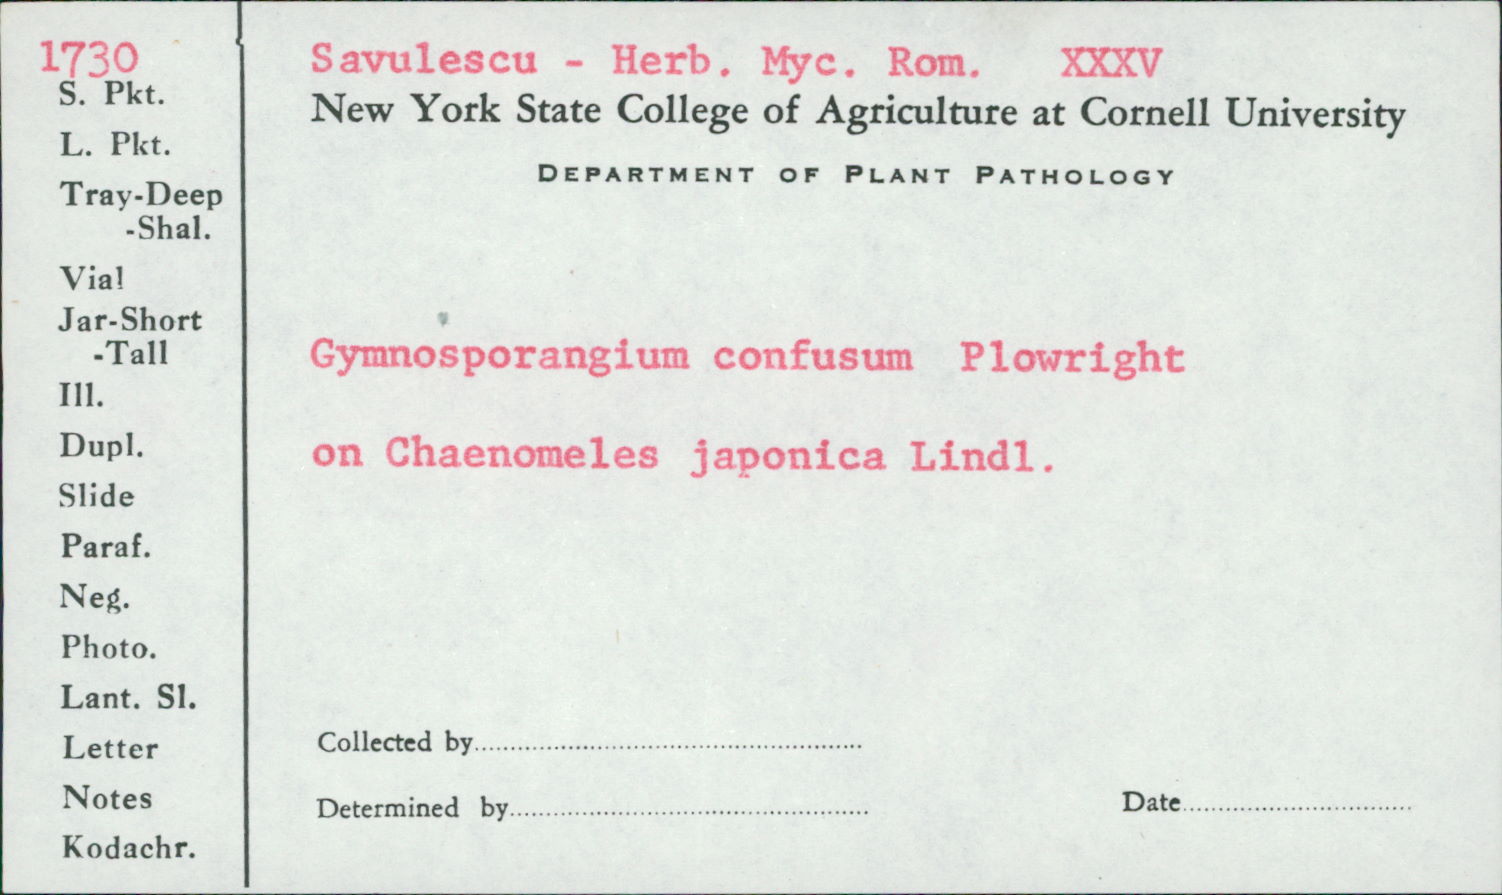 1730
S. Pkt.
L. Pkt.
Tray-Deep
-Shal.
Vial
Jar-Short
-Tall
Ill.
Dupl.
Slide
Paraf.
Neg.
Photo.
Lant. Sl.
Letter
Notes
Kodachr.
Savulescu - Herb. Myc. Rom. XXXV
New York State College of Agriculture at Cornell University
DEPARTMENT OF PLANT PATHOLOGY
Gymnosporangium confusum Plowright
on Chaenomeles japonica Lindl.
Collected by
Determined by
Date